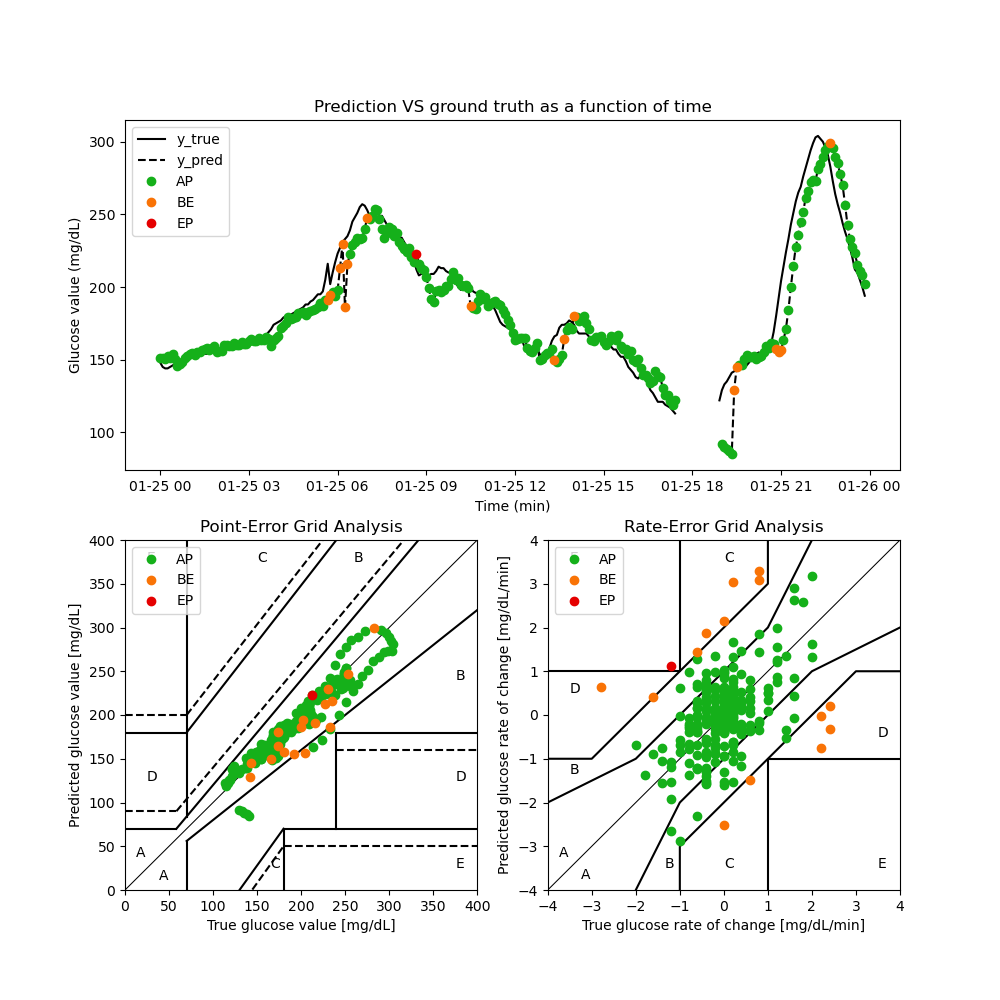 Prediction VS ground truth as a function of time
Glucose value (mg/dL)
300
250
200
150
100
y_true
y_pred
AP
BE
EP
01-25 00 01-25 03 01-25 06 01-25 09 01-25 12 01-25 15 01-25 18 01-25 21 01-26 00
Time (min)
Point-Error Grid Analysis
Predicted glucose value [mg/dL]
400
350
300
250
200
150
100
50
0
AP
BE
EP
C
B
B
D
D
A
A
C
E
0 50 100 150 200 250 300 350 400
True glucose value [mg/dL]
Rate-Error Grid Analysis
Predicted glucose rate of change [mg/dL/min]
4
3
2
1
0
−1
−2
−3
−4
AP
BE
EP
C
D
D
B
A
A
B
C
E
−4 −3 −2 −1 0 1 2 3 4
True glucose rate of change [mg/dL/min]